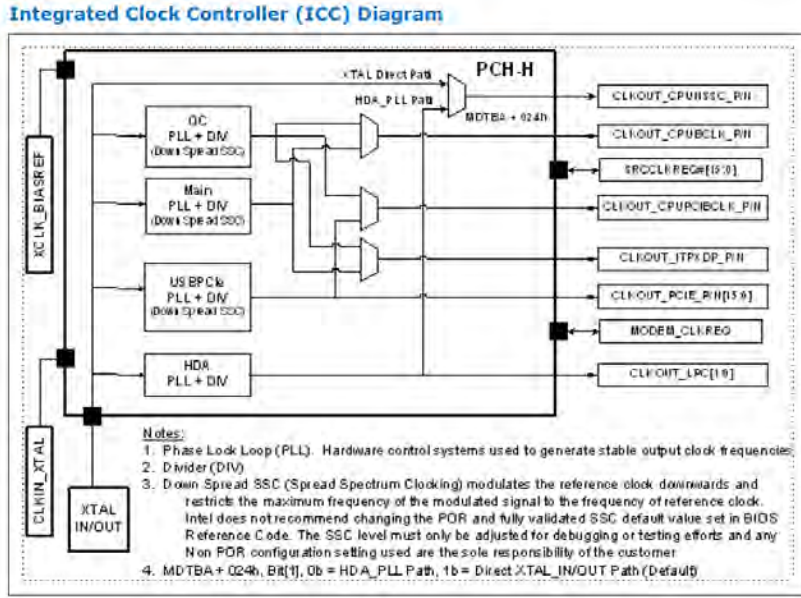 Integrated Clock Controller (ICC) Diagram
XTAL Direct Path
PCH-H
HDA_PLL Path
MDTBA + 024h
OC
PLL + DIV
(Down Spread SSC)
Main
PLL + DIV
(Down Spread SSC)
USBPCIe
PLL + DIV
(Down Spread SSC)
HDA
PLL + DIV
XCLK_BIASREF
CLKIN_XTAL
XTAL
IN/OUT
CLKOUT_CPUNSSC_P/N
CLKOUT_CPUBCLK_P/N
SRCCLKREQ#[15:0]
CLKOUT_CPUPCIBCLK_P/N
CLKOUT_ITPXDP_P/N
CLKOUT_PCIE_P/N[15:0]
MODEM_CLKREQ
CLKOUT_LPC[1:0]
Notes:
1. Phase Lock Loop (PLL). Hardware control systems used to generate stable output clock frequencies
2. Divider (DIV)
3. Down Spread SSC (Spread Spectrum Clocking) modulates the reference clock downwards and
restricts the maximum frequency of the modulated signal to the frequency of reference clock.
Intel does not recommend changing the POR and fully validated SSC default value set in BIOS
Reference Code. The SSC level must only be adjusted for debugging or testing efforts and any
Non POR configuration setting used are the sole responsibility of the customer
4. MDTBA + 024h, Bit[1], 0b = HDA_PLL Path, 1b = Direct XTAL_IN/OUT Path (Default)